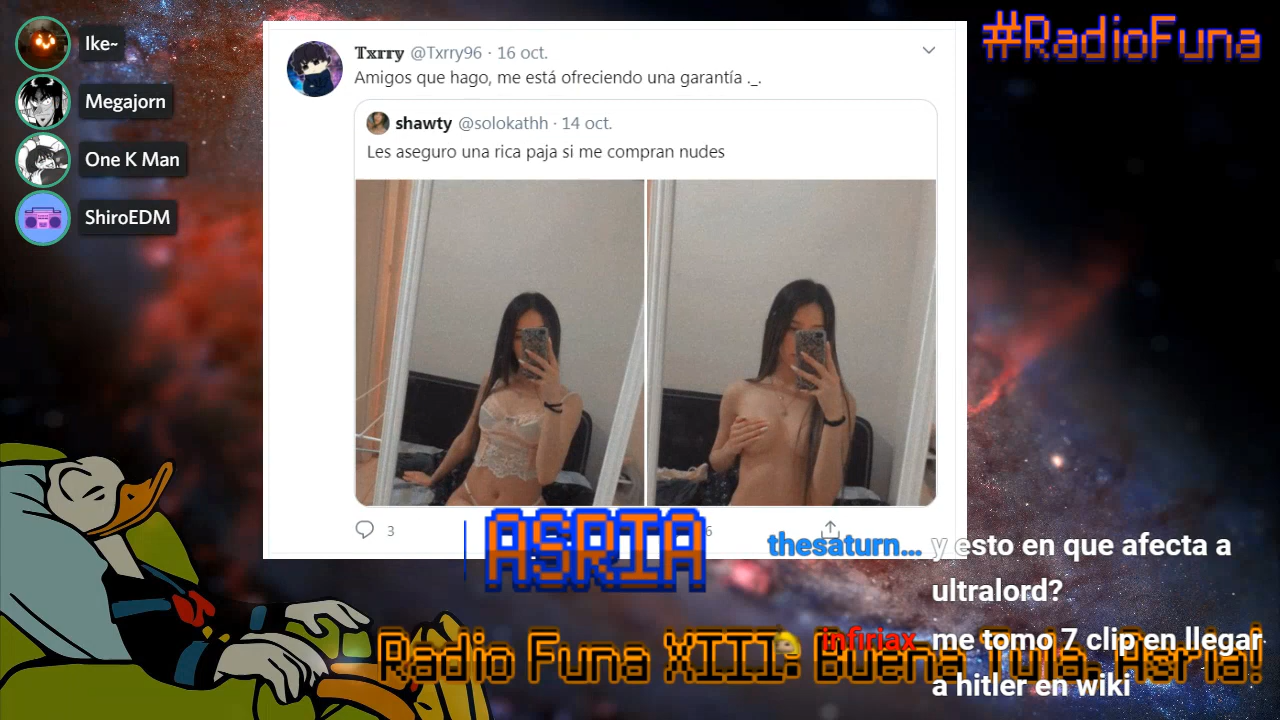 Ike~
Megajorn
One K Man
ShiroEDM
#RadioFuna
Txrry @Txrry96 · 16 oct.
Amigos que hago, me está ofreciendo una garantía ._.
shawty @solokathh · 14 oct.
Les aseguro una rica paja si me compran nudes
3
6
ASRIA
thesaturn... y esto en que afecta a
ultralord?
infiriax me tomo 7 clip en llegar
a hitler en wiki
Radio Funa XIII: Buena Tula, Asria!